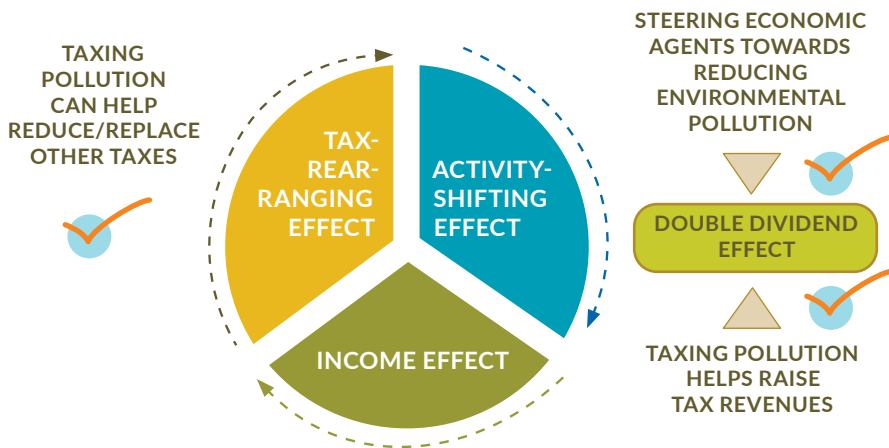 TAXING
POLLUTION
CAN HELP
REDUCE/REPLACE
OTHER TAXES
TAX-
REAR-
RANGING
EFFECT
ACTIVITY-
SHIFTING
EFFECT
INCOME EFFECT
STEERING ECONOMIC
AGENTS TOWARDS
REDUCING
ENVIRONMENTAL
POLLUTION
DOUBLE DIVIDEND
EFFECT
TAXING POLLUTION
HELPS RAISE
TAX REVENUES